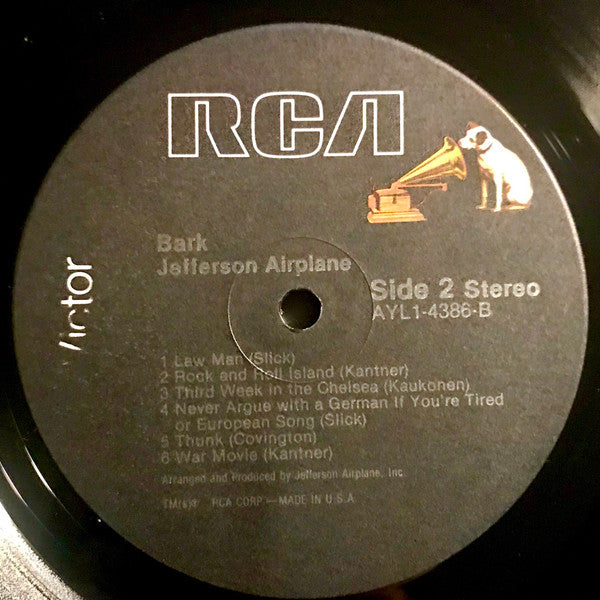 RCA
Victor
Bark
Jefferson Airplane
Side 2 Stereo
AYL1-4386-B
1 Law Man (Slick)
2 Rock and Roll Island (Kantner)
3 Third Week in the Chelsea (Kaukonen)
4 Never Argue with a German If You're Tired
or European Song (Slick)
5 Thunk (Covington)
6 War Movie (Kantner)
Arranged and Produced by Jefferson Airplane, Inc.
RCA CORP.—MADE IN U.S.A.